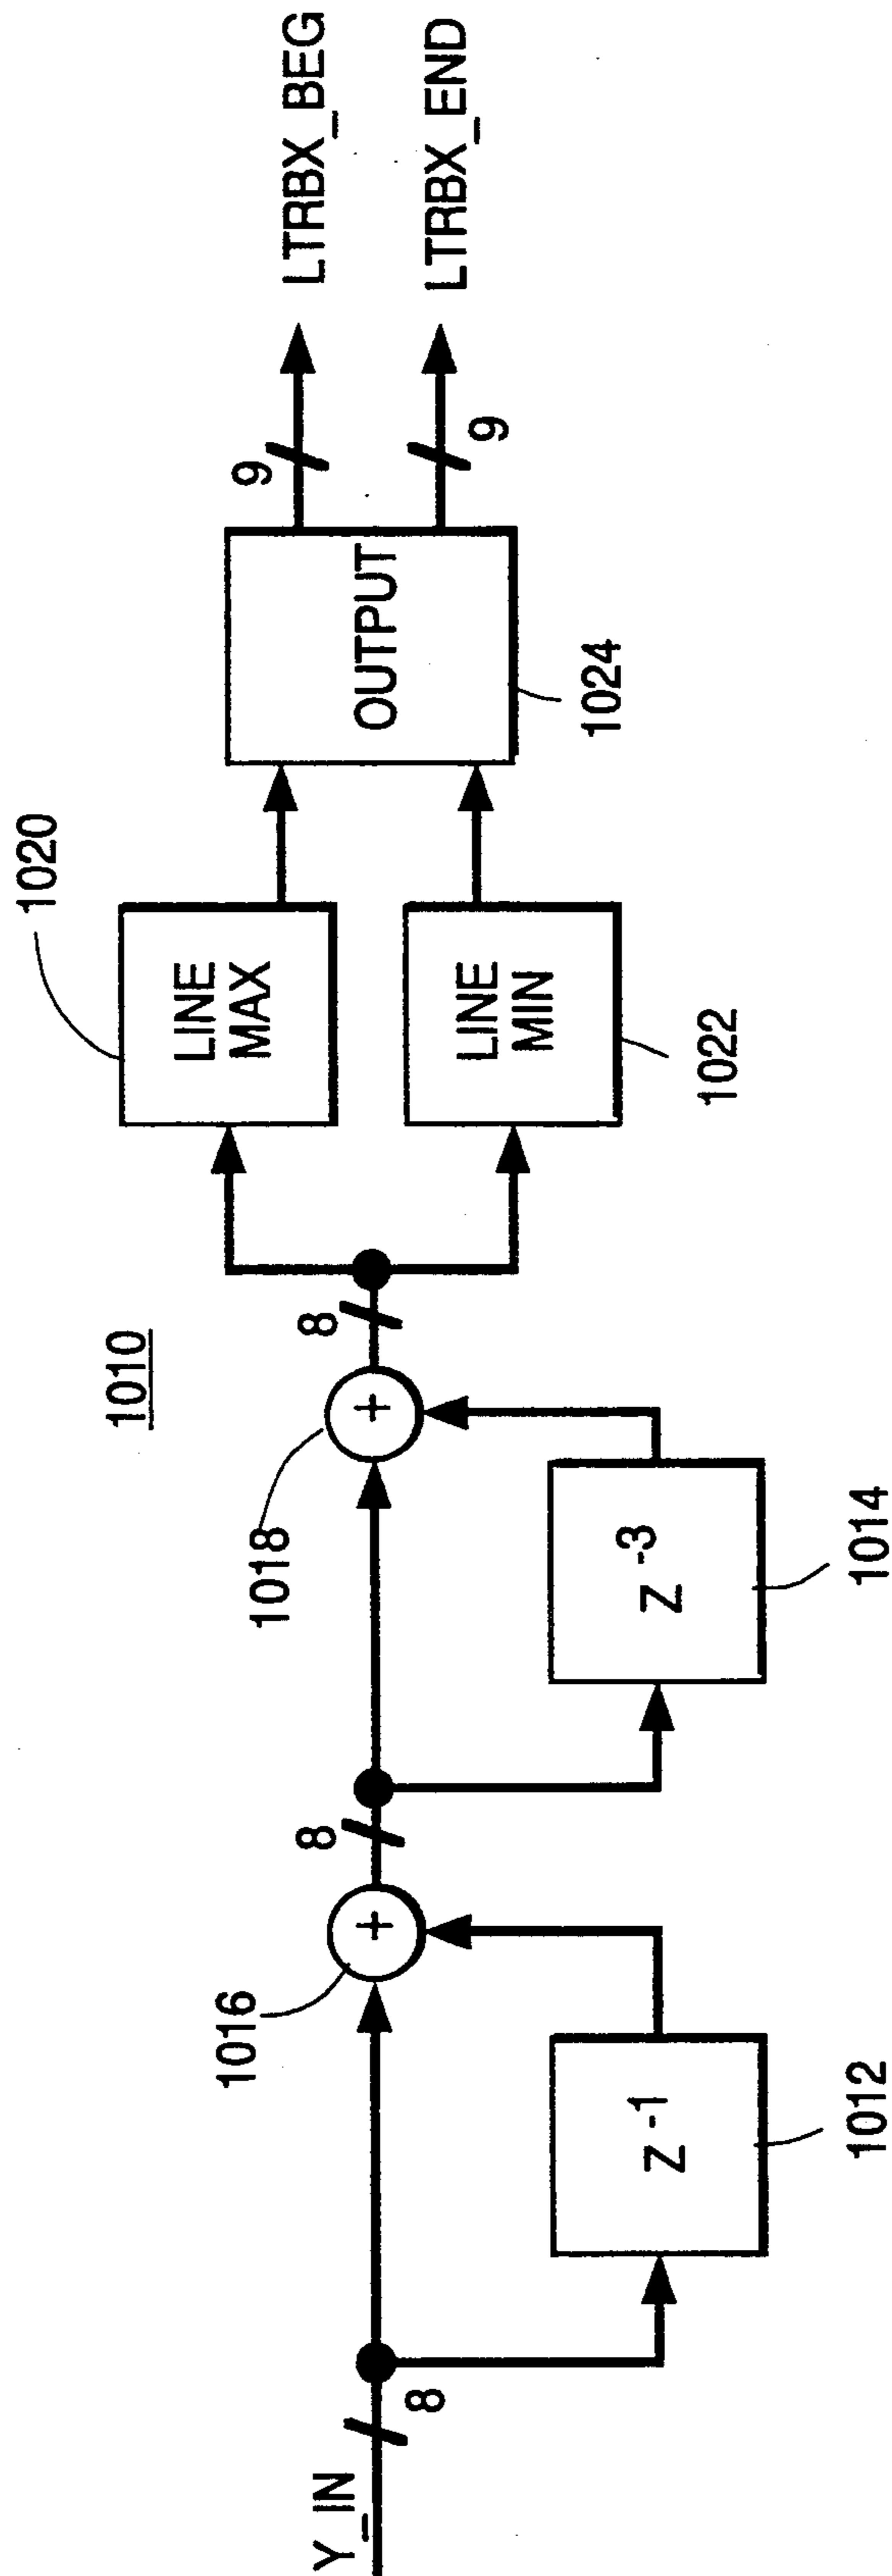 1010
Y_IN
8
Z -1
1012
1016
+
8
Z -3
1014
1018
+
8
LINE
MAX
1020
LINE
MIN
1022
OUTPUT
1024
9
LTRBX_BEG
9
LTRBX_END